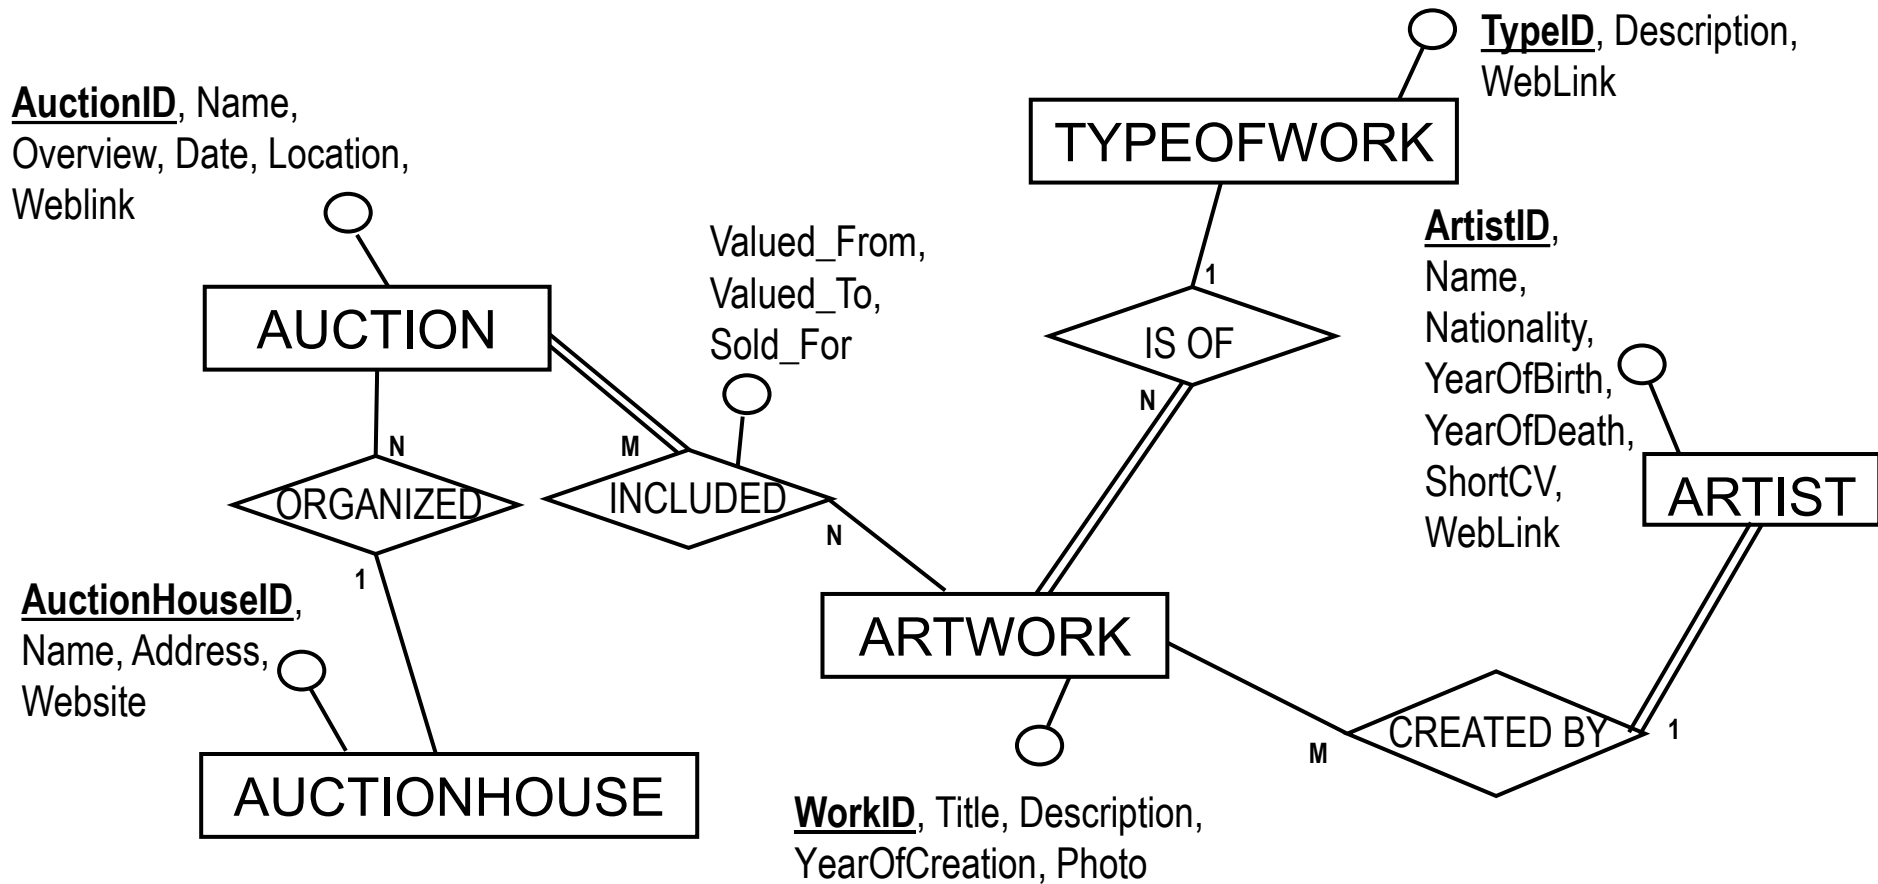 TypeID, Description,
WebLink
TYPEOFWORK
AuctionID, Name,
Overview, Date, Location,
Weblink
AUCTION
Valued_From,
Valued_To,
Sold_For
1
IS OF
N
ArtistID,
Name,
Nationality,
YearOfBirth,
YearOfDeath,
ShortCV,
WebLink
ARTIST
N
ORGANIZED
1
M
INCLUDED
N
AuctionHouseID,
Name, Address,
Website
AUCTIONHOUSE
ARTWORK
M
CREATED BY
1
WorkID, Title, Description,
YearOfCreation, Photo